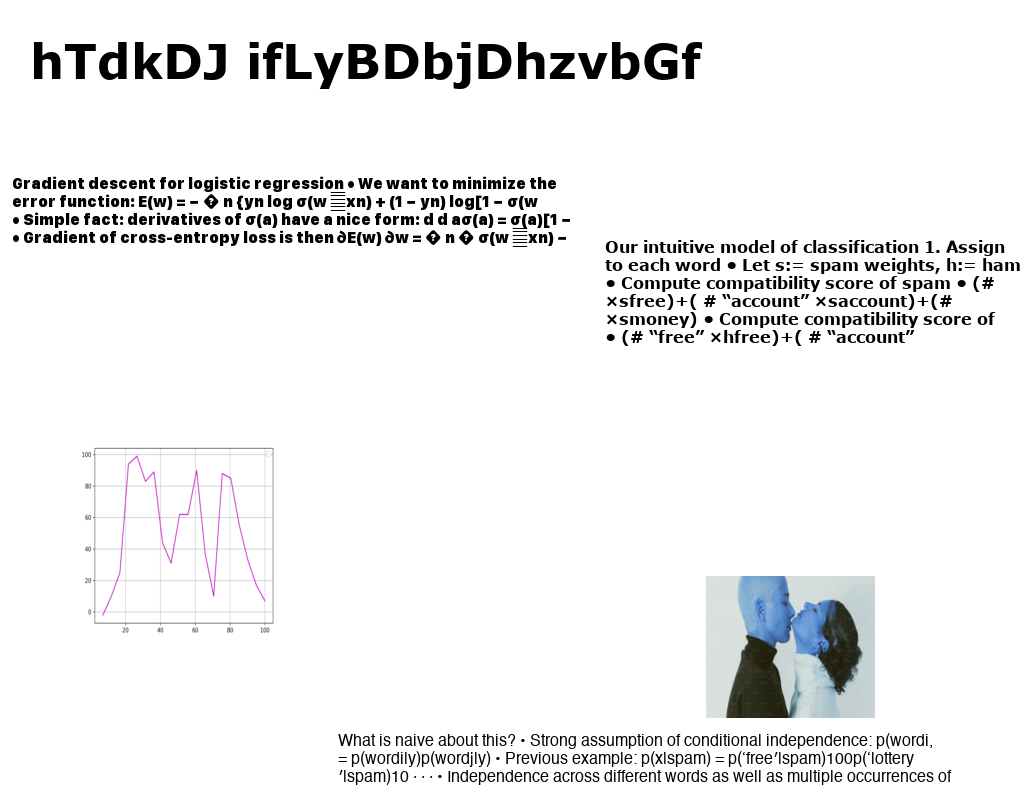 hTdkDJ ifLyBDbjDhzvbGf
Gradient descent for logistic regression • We want to minimize the
error function: E(w) = − � n {yn log σ(w xn) + (1 − yn) log[1 − σ(w
• Simple fact: derivatives of σ(a) have a nice form: d d aσ(a) = σ(a)[1 −
• Gradient of cross-entropy loss is then ∂E(w) ∂w = � n � σ(w xn) −
Our intuitive model of classification 1. Assign
to each word • Let s:= spam weights, h:= ham
• Compute compatibility score of spam • (#
×sfree)+( # “account” ×saccount)+(#
×smoney) • Compute compatibility score of
• (# “free” ×hfree)+( # “account”
100
80
60
40
20
0
20 40 60 80 100
What is naive about this? • Strong assumption of conditional independence: p(wordi,
= p(wordi|y)p(wordj|y) • Previous example: p(x|spam) = p(‘free′|spam)100p(‘lottery
′|spam)10 · · · • Independence across different words as well as multiple occurrences of